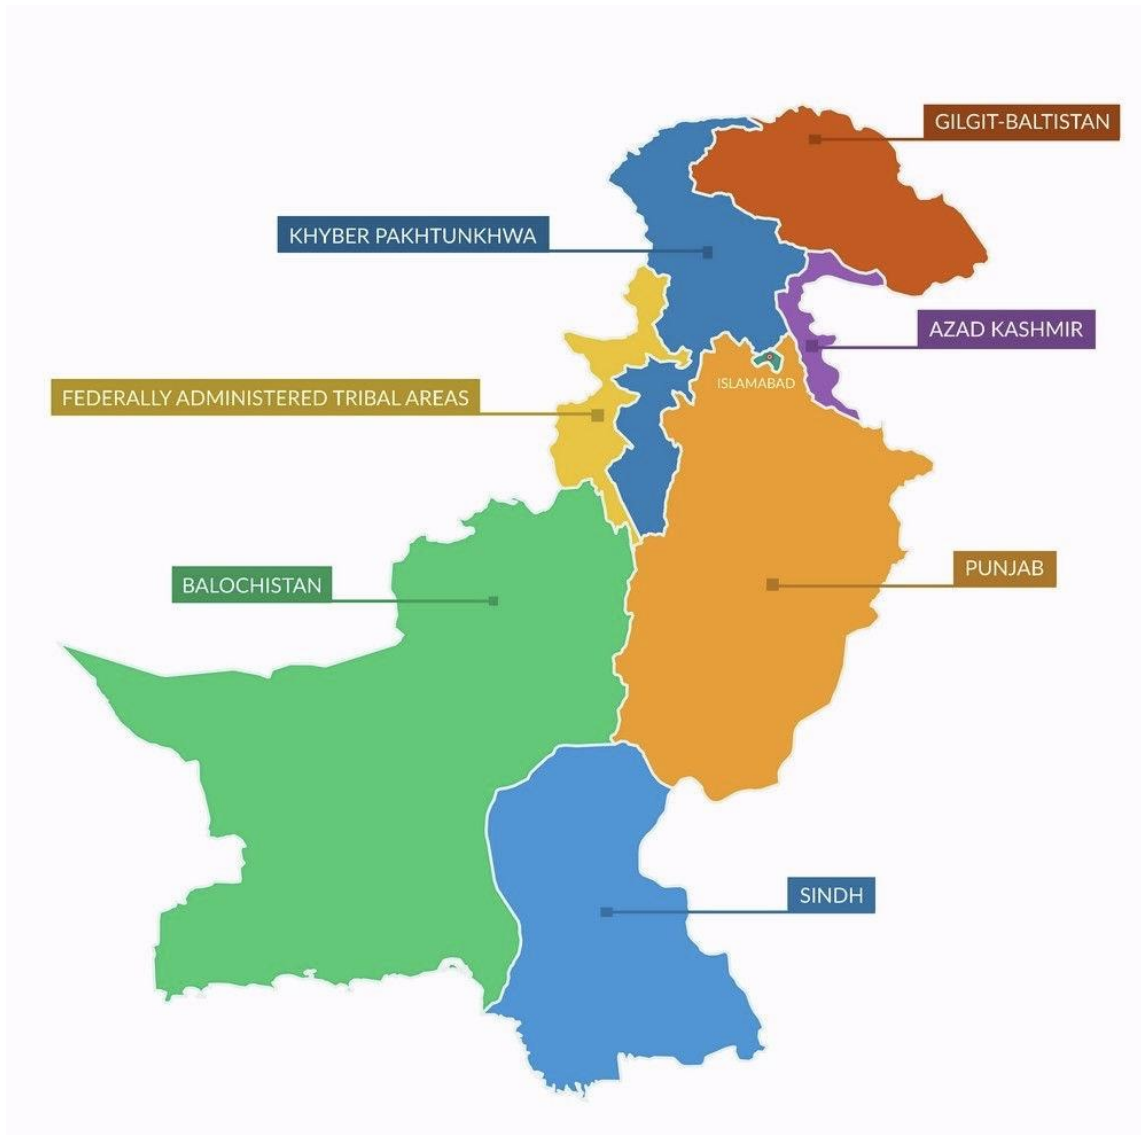 GILGIT-BALTISTAN
KHYBER PAKHTUNKHWA
AZAD KASHMIR
ISLAMABAD
FEDERALLY ADMINISTERED TRIBAL AREAS
PUNJAB
BALOCHISTAN
SINDH